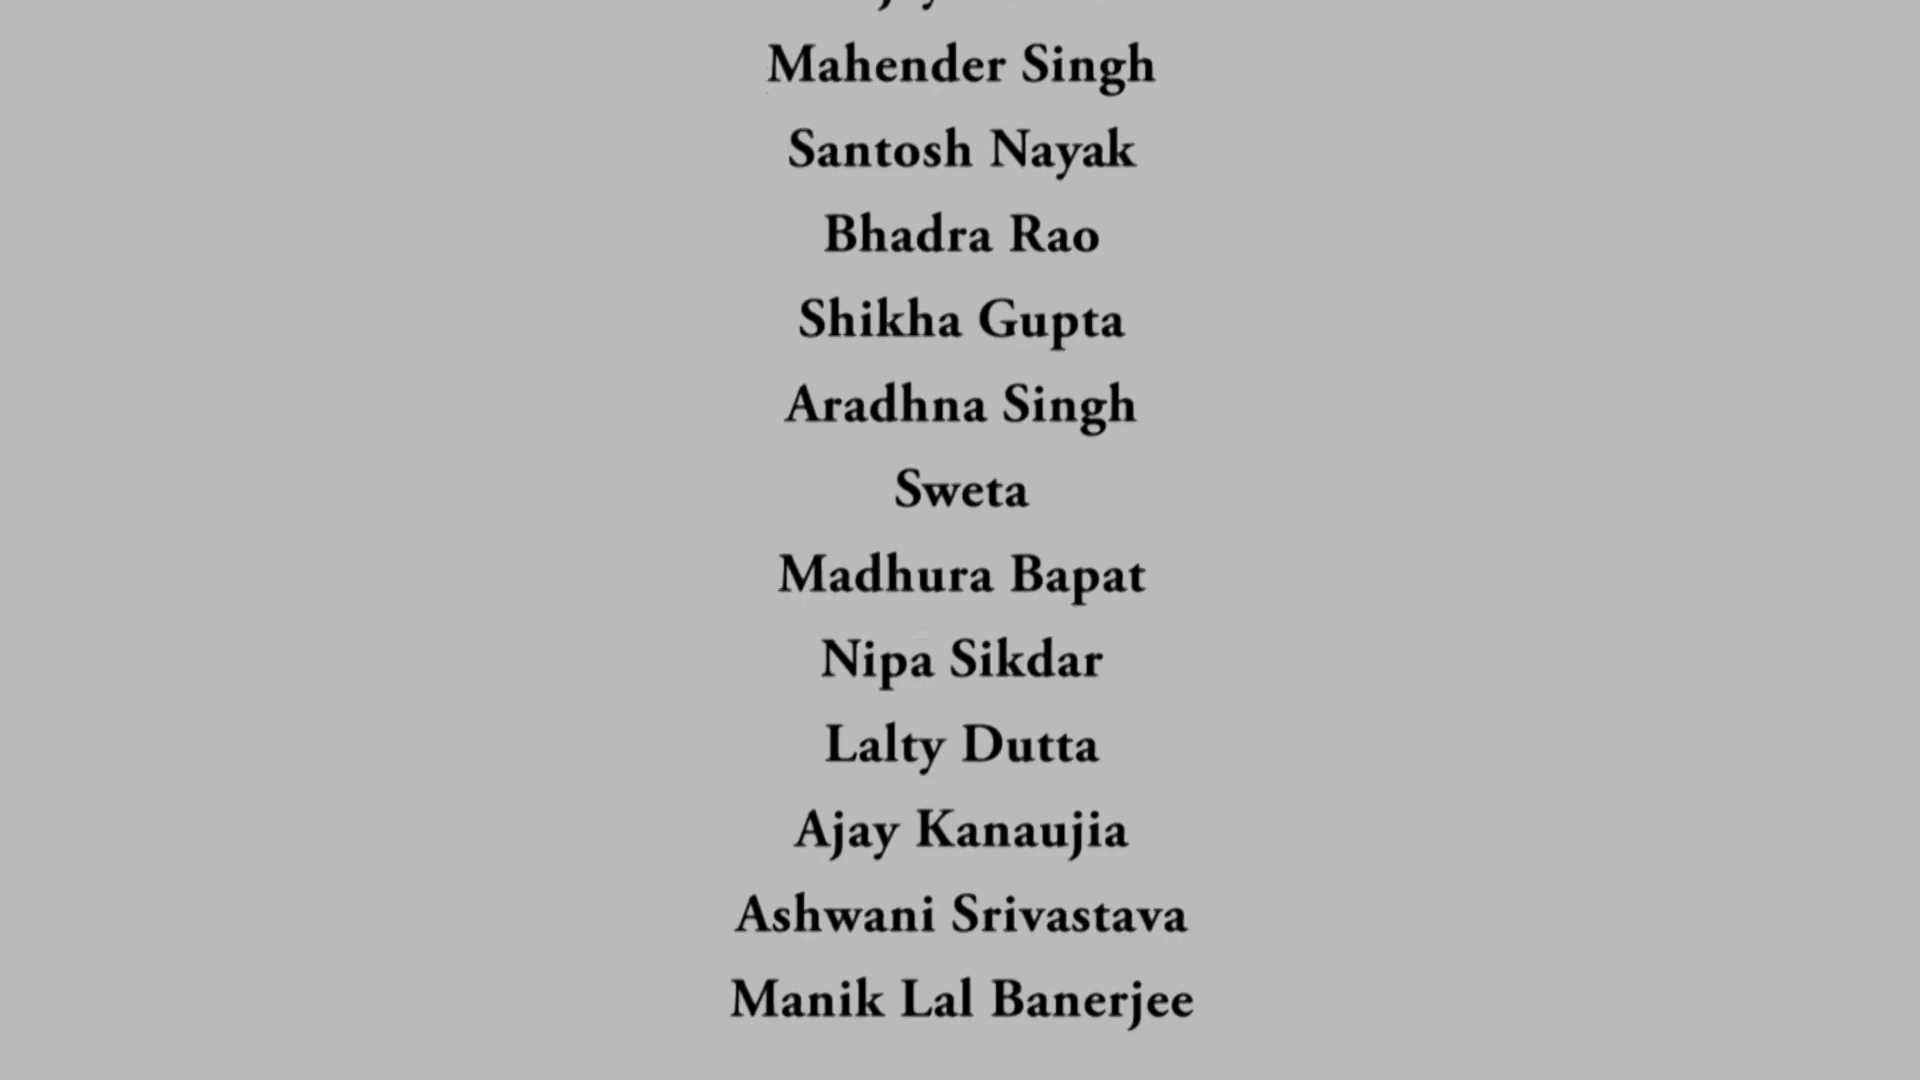 Mahender Singh
Santosh Nayak
Bhadra Rao
Shikha Gupta
Aradhna Singh
Sweta
Madhura Bapat
Nipa Sikdar
Lalty Dutta
Ajay Kanaujia
Ashwani Srivastava
Manik Lal Banerjee